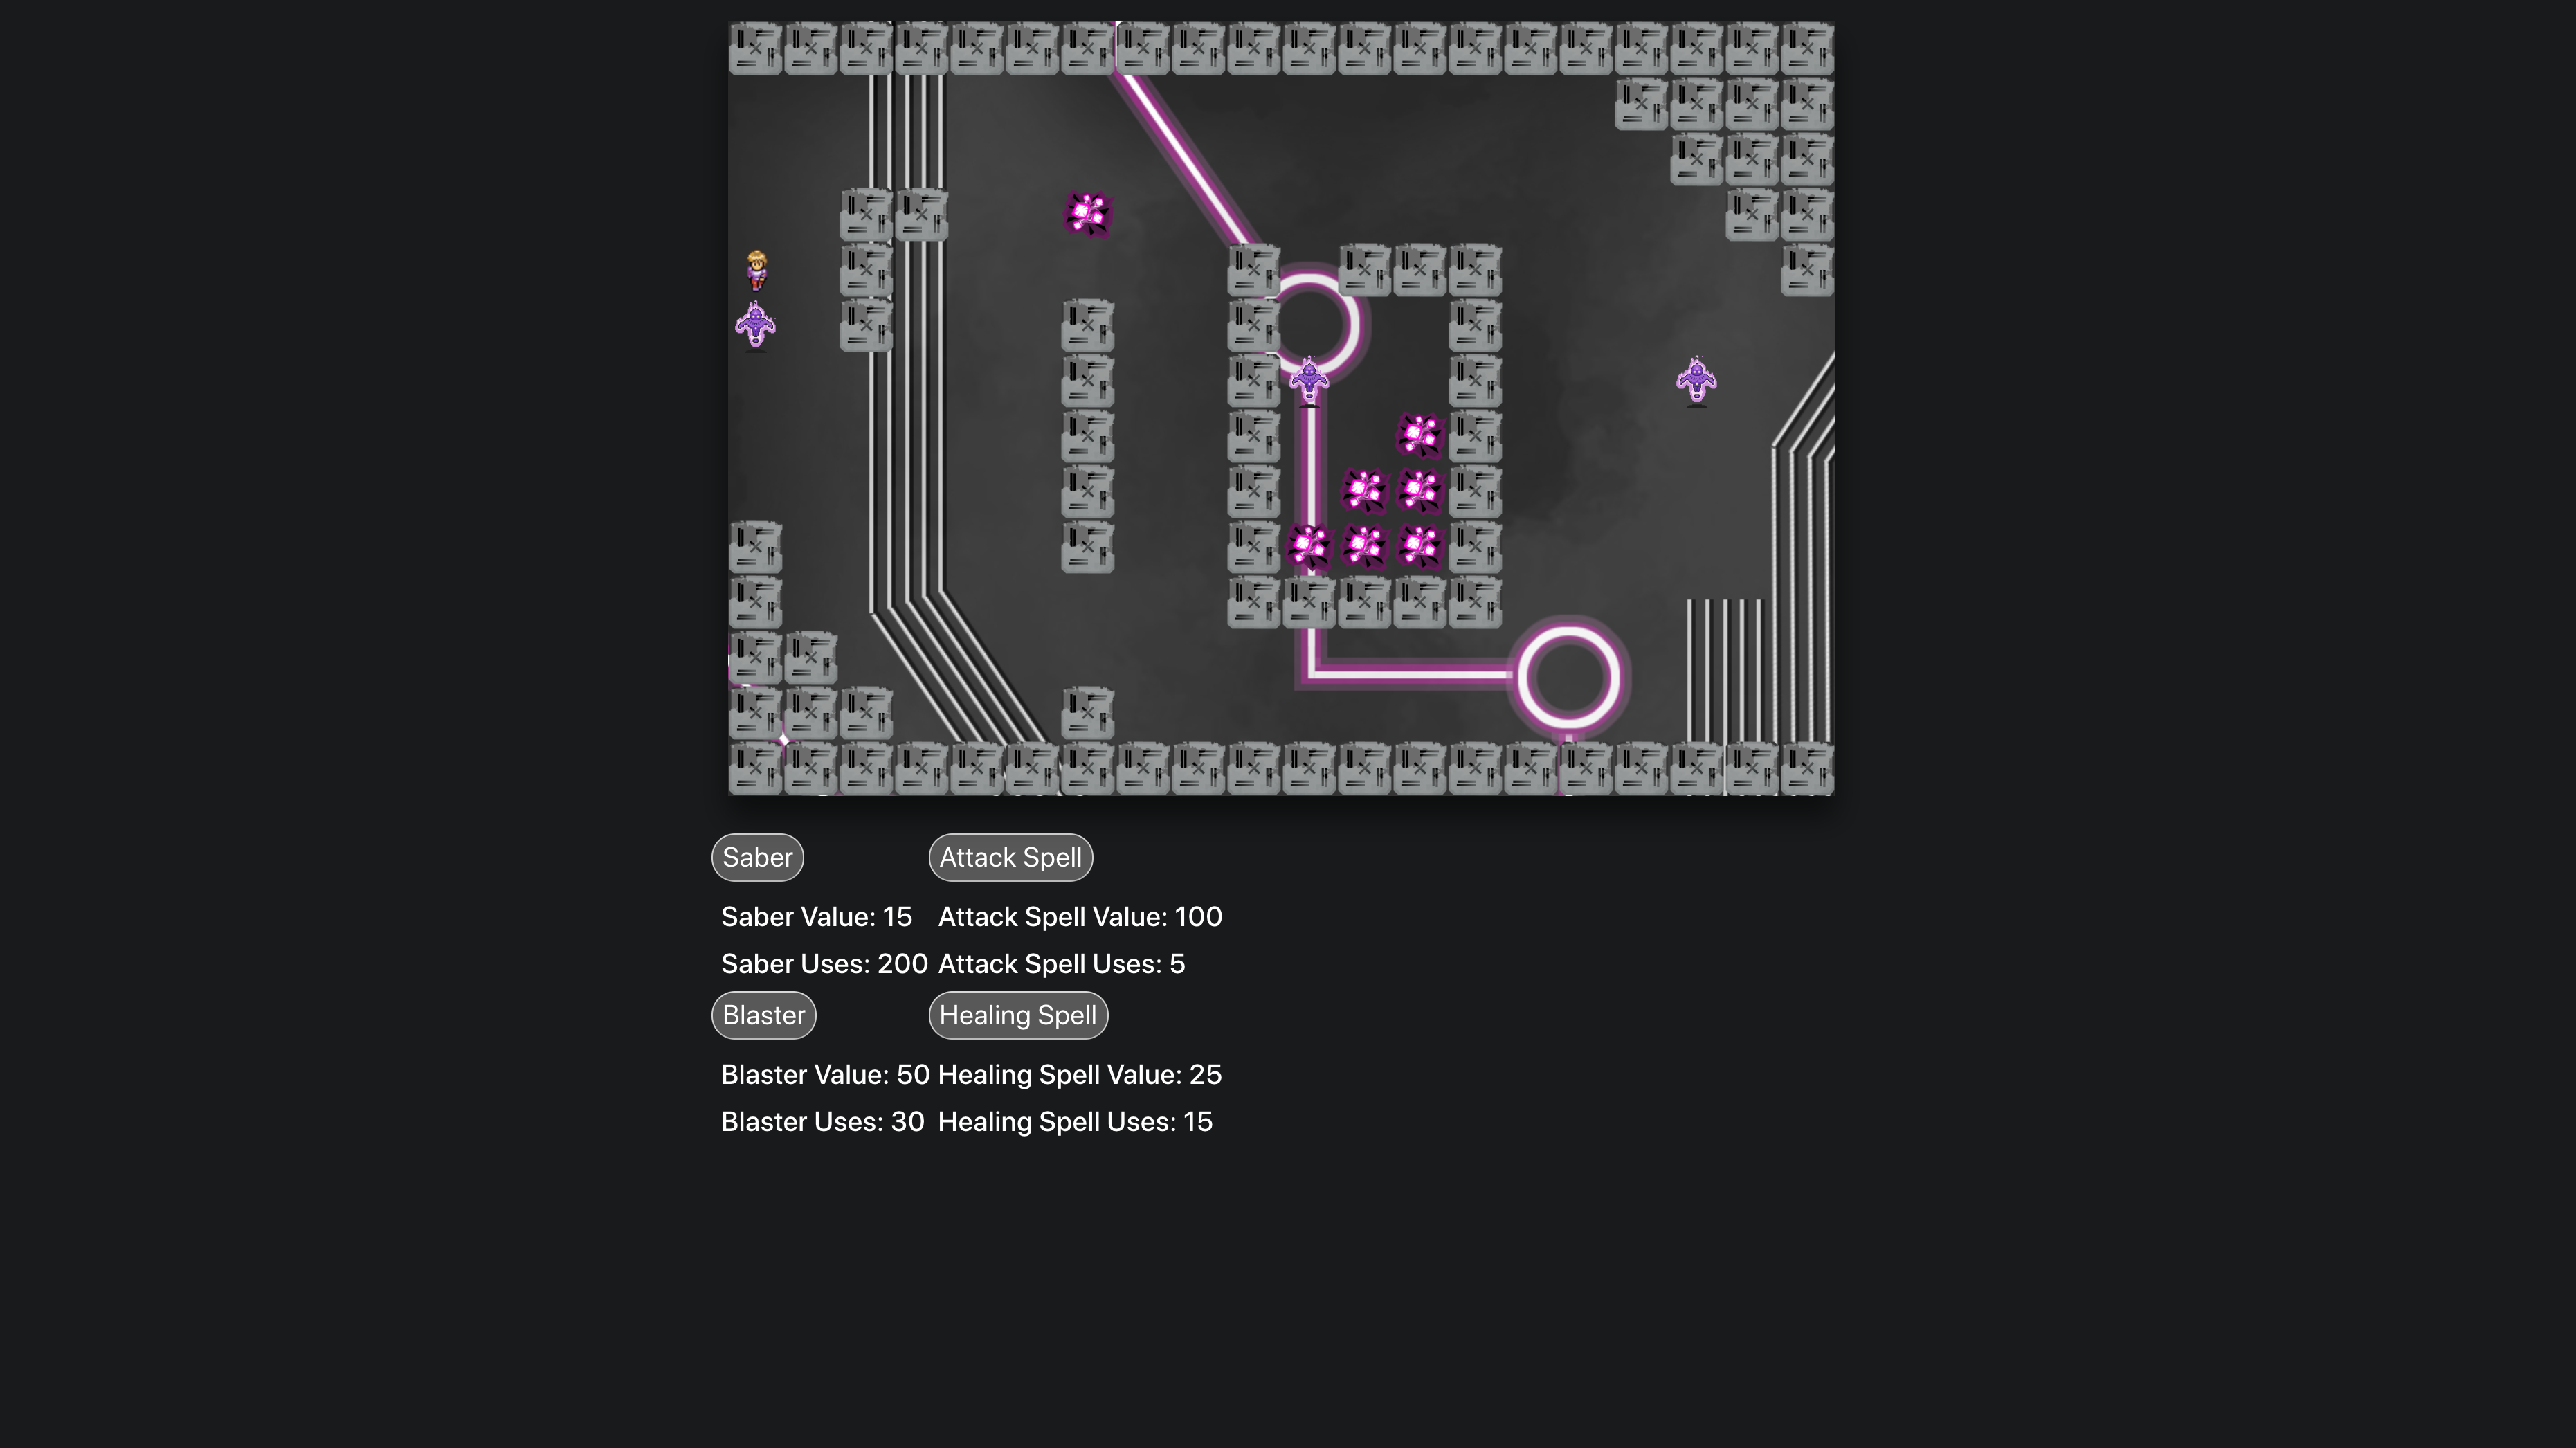 Saber
Attack Spell
Saber Value: 15
Attack Spell Value: 100
Saber Uses: 200
Attack Spell Uses: 5
Blaster
Healing Spell
Blaster Value: 50
Healing Spell Value: 25
Blaster Uses: 30
Healing Spell Uses: 15